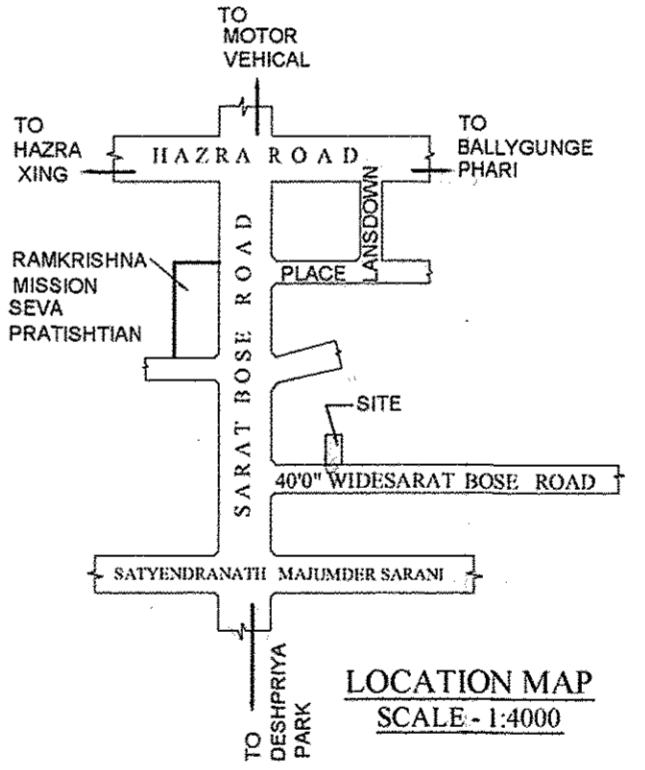 TO
MOTOR
VEHICAL
TO
HAZRA
XING
HAZRA ROAD
TO
BALLYGUNGE
PHARI
LANSDOWN
PLACE
RAMKRISHNA
MISSION
SEVA
PRATISHTIAN
SARAT BOSE ROAD
SITE
40'0" WIDESARAT BOSE ROAD
SATYENDRANATH MAJUMDER SARANI
TO
DESHPRIYA
PARK
LOCATION MAP
SCALE - 1:4000